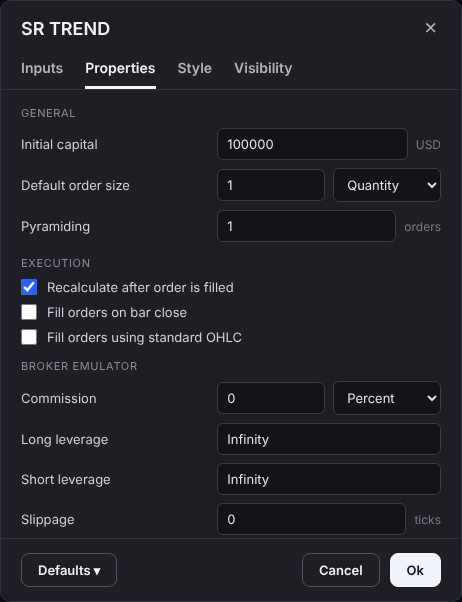 SR TREND ×
Inputs Properties Style Visibility
GENERAL
Initial capital 100000 USD
Default order size 1 Quantity
Pyramiding 1 orders
EXECUTION
Recalculate after order is filled
Fill orders on bar close
Fill orders using standard OHLC
BROKER EMULATOR
Commission 0 Percent
Long leverage Infinity
Short leverage Infinity
Slippage 0 ticks
Defaults ▾ Cancel Ok